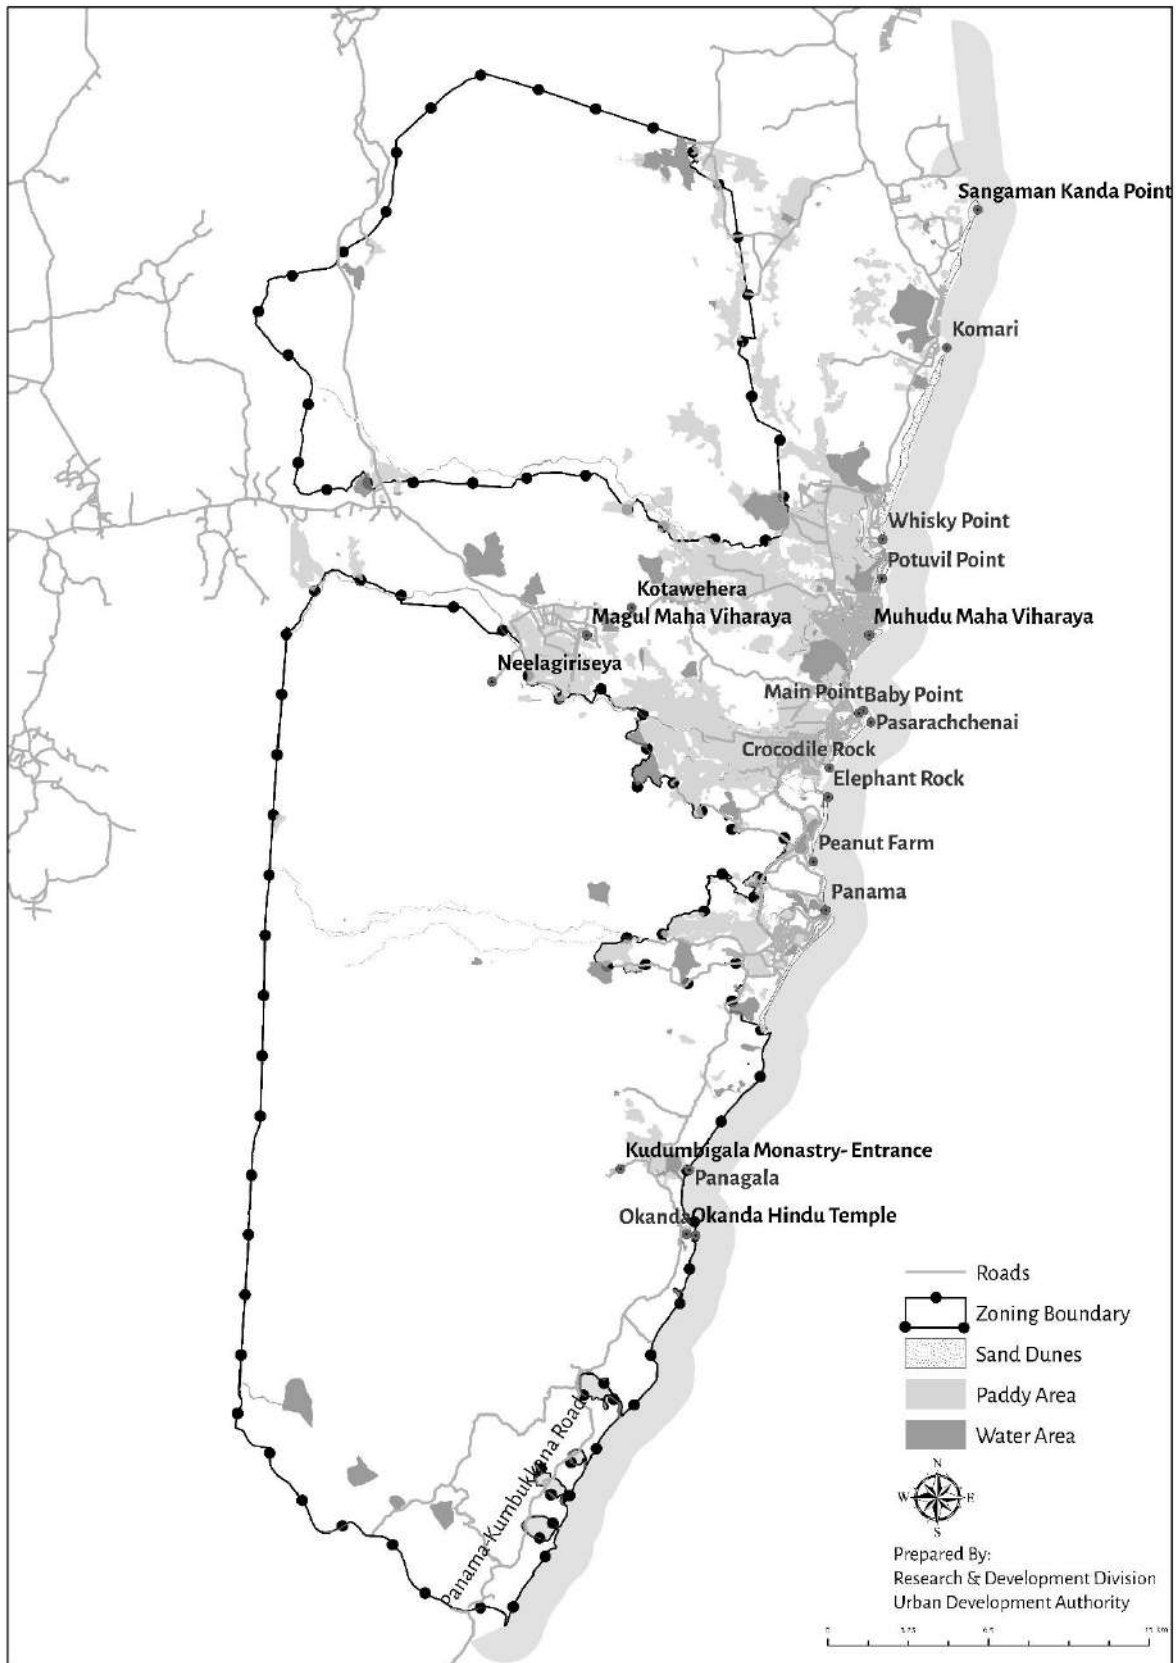 Sangaman Kanda Point
Komari
Whisky Point
Potuvil Point
Kotawehera
Magul Maha Viharaya
Muhudu Maha Viharaya
Neelagiriseya
Main Point
Baby Point
Pasarachchenai
Crocodile Rock
Elephant Rock
Peanut Farm
Panama
Kudumbigala Monastry- Entrance
Panagala
Okanda
Okanda Hindu Temple
Panama-Kumbukkana Road
Roads
Zoning Boundary
Sand Dunes
Paddy Area
Water Area
N
W E
S
Prepared By:
Research & Development Division
Urban Development Authority
0